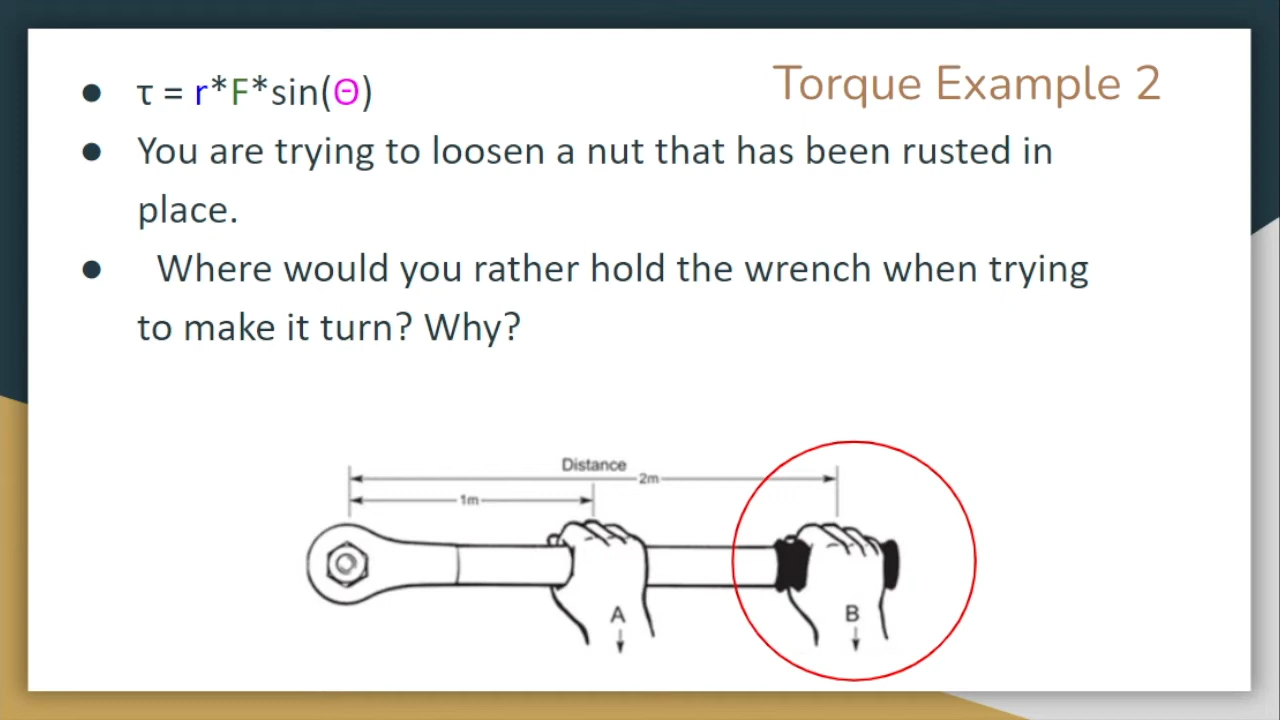 Torque Example 2
● τ = r*F*sin(Θ)
● You are trying to loosen a nut that has been rusted in
place.
● Where would you rather hold the wrench when trying
to make it turn? Why?
Distance
2m
1m
A
B